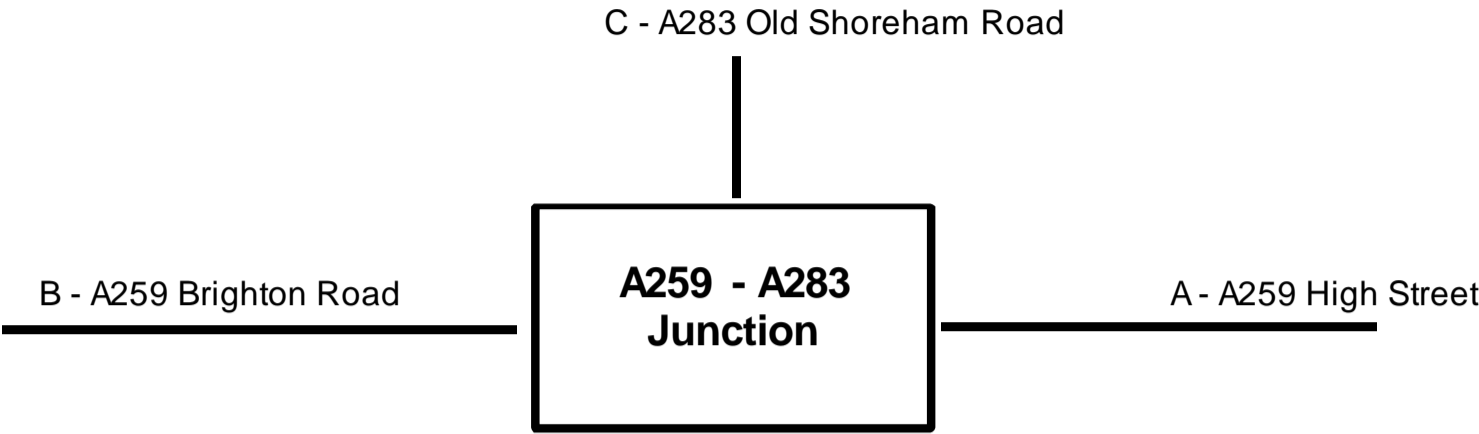 C - A283 Old Shoreham Road
B - A259 Brighton Road
A259 - A283
Junction
A - A259 High Street